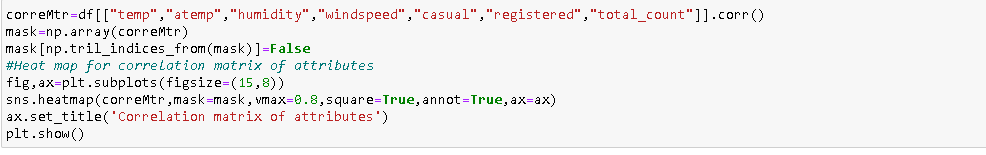 correMtr=df[["temp","atemp","humidity","windspeed","casual","registered","total_count"]].corr()
mask=np.array(correMtr)
mask[np.tril_indices_from(mask)]=False
#Heat map for correlation matrix of attributes
fig,ax=plt.subplots(figsize=(15,8))
sns.heatmap(correMtr,mask=mask,vmax=0.8,square=True,annot=True,ax=ax)
ax.set_title('Correlation matrix of attributes')
plt.show()